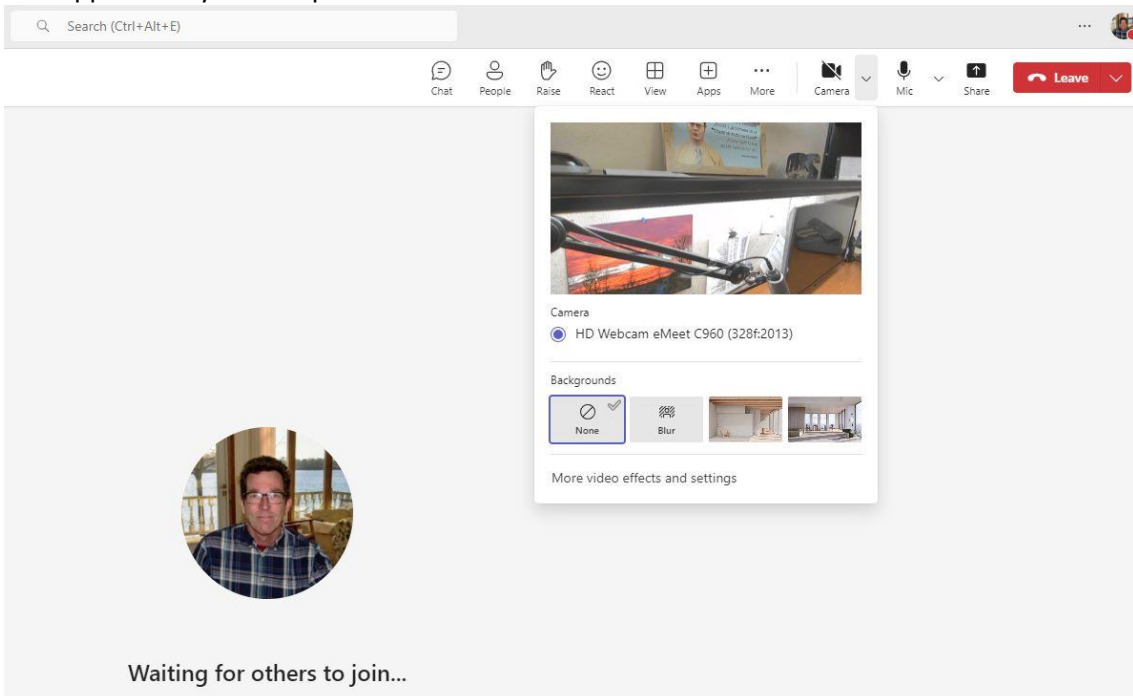 Search (Ctrl+Alt+E)
Chat People Raise React View Apps More Camera Mic Share Leave
Camera
HD Webcam eMeet C960 (328f:2013)
Backgrounds
None Blur
More video effects and settings
Waiting for others to join...